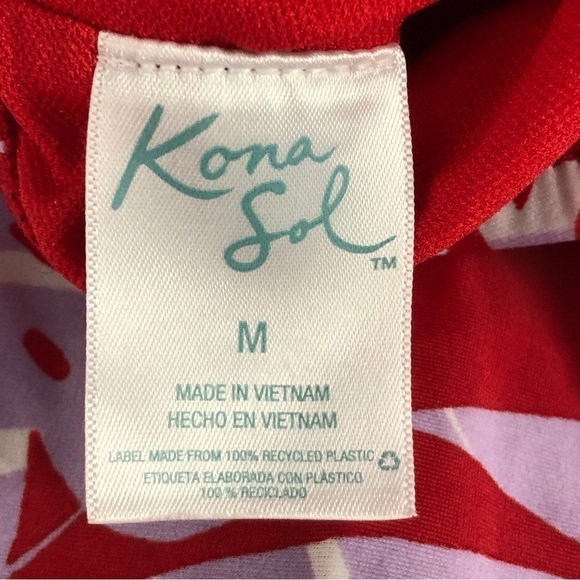 Kona
Sol™
M
MADE IN VIETNAM
HECHO EN VIETNAM
LABEL MADE FROM 100% RECYCLED PLASTIC
ETIQUETA ELABORADA CON PLÁSTICO
100 % RECICLADO